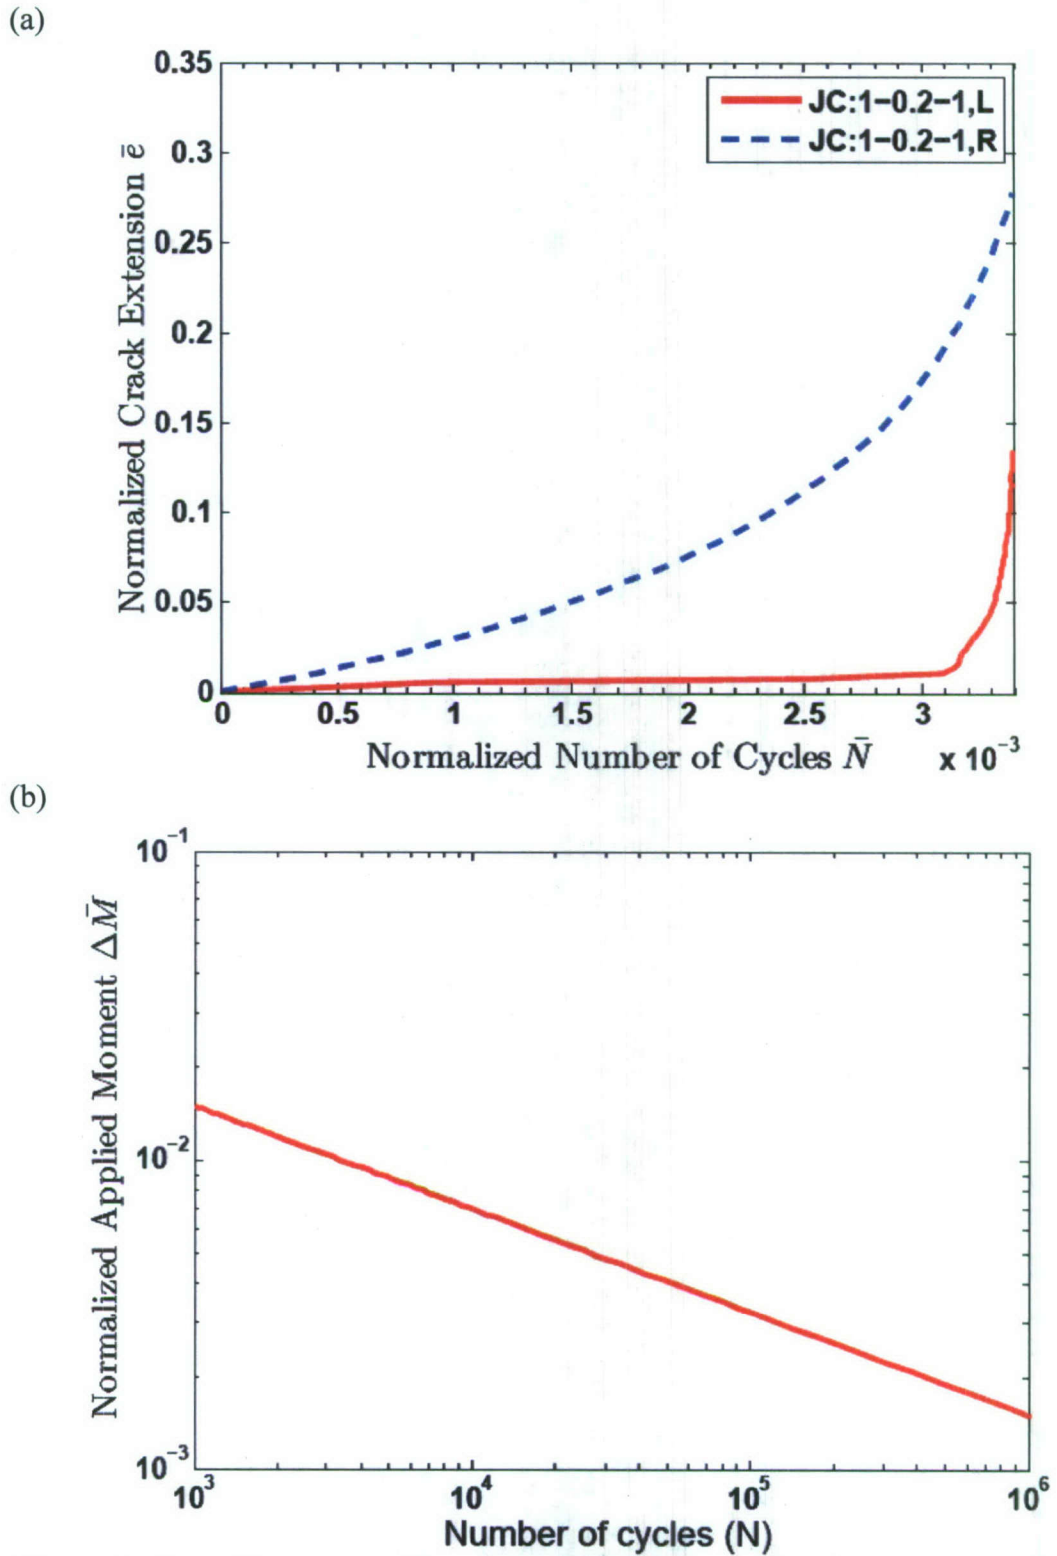 (a)
0.35
0.3
0.25
0.2
0.15
0.1
0.05
0
Normalized Crack Extension ē
JC:1-0.2-1,L
JC:1-0.2-1,R
0 0.5 1 1.5 2 2.5 3
Normalized Number of Cycles N̄ x 10⁻³
(b)
10⁻¹
10⁻²
10⁻³
Normalized Applied Moment ΔM̄
10³ 10⁴ 10⁵ 10⁶
Number of cycles (N)